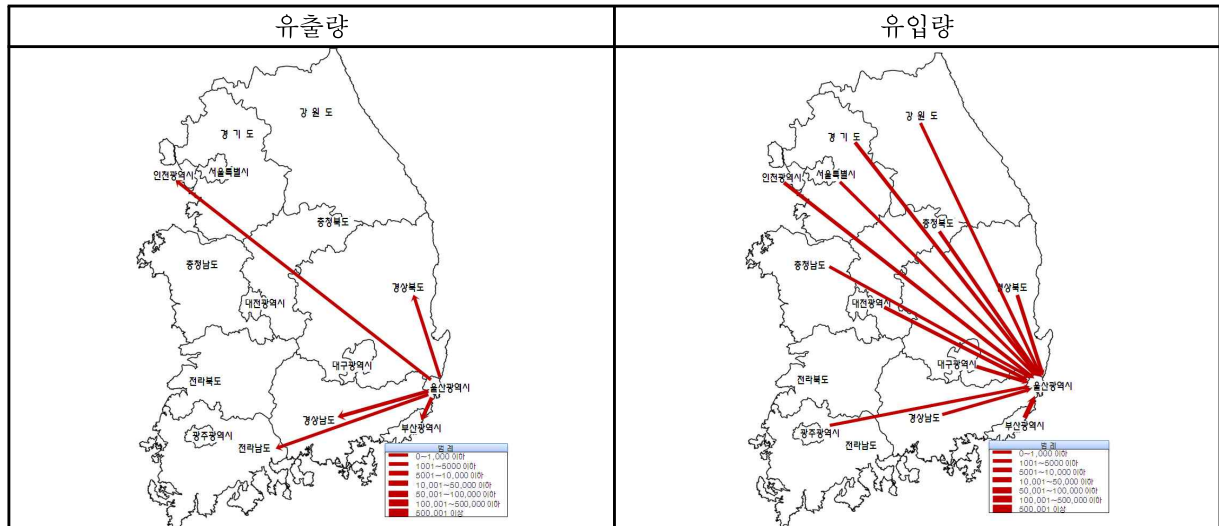 유출량
유입량
강 원 도
경 기 도
인천광역시
서울특별시
충청북도
충청남도
경상북도
대전광역시
대구광역시
전라북도
울산광역시
경상남도
부산광역시
광주광역시
전라남도
범 례
0~1,000 이하
1001~5000 이하
5001~10,000 이하
10,001~50,000 이하
50,001~100,000 이하
100,001~500,000 이하
500,001 이상
강 원 도
경 기 도
인천광역시
서울특별시
충청북도
충청남도
경상북도
대전광역시
대구광역시
전라북도
울산광역시
경상남도
부산광역시
광주광역시
전라남도
범 례
0~1,000 이하
1001~5000 이하
5001~10,000 이하
10,001~50,000 이하
50,001~100,000 이하
100,001~500,000 이하
500,001 이상